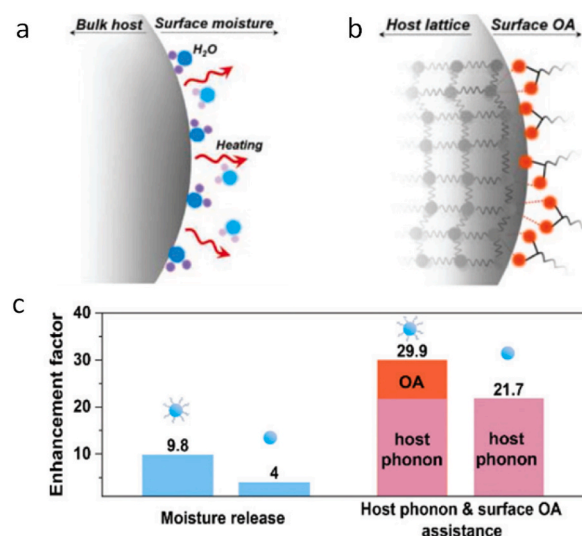 a
Bulk host Surface moisture
H₂O
Heating
b
Host lattice Surface OA
c
Enhancement factor
40
30
20
10
9.8
4
29.9
OA
host
phonon
21.7
host
phonon
Moisture release
Host phonon & surface OA
assistance